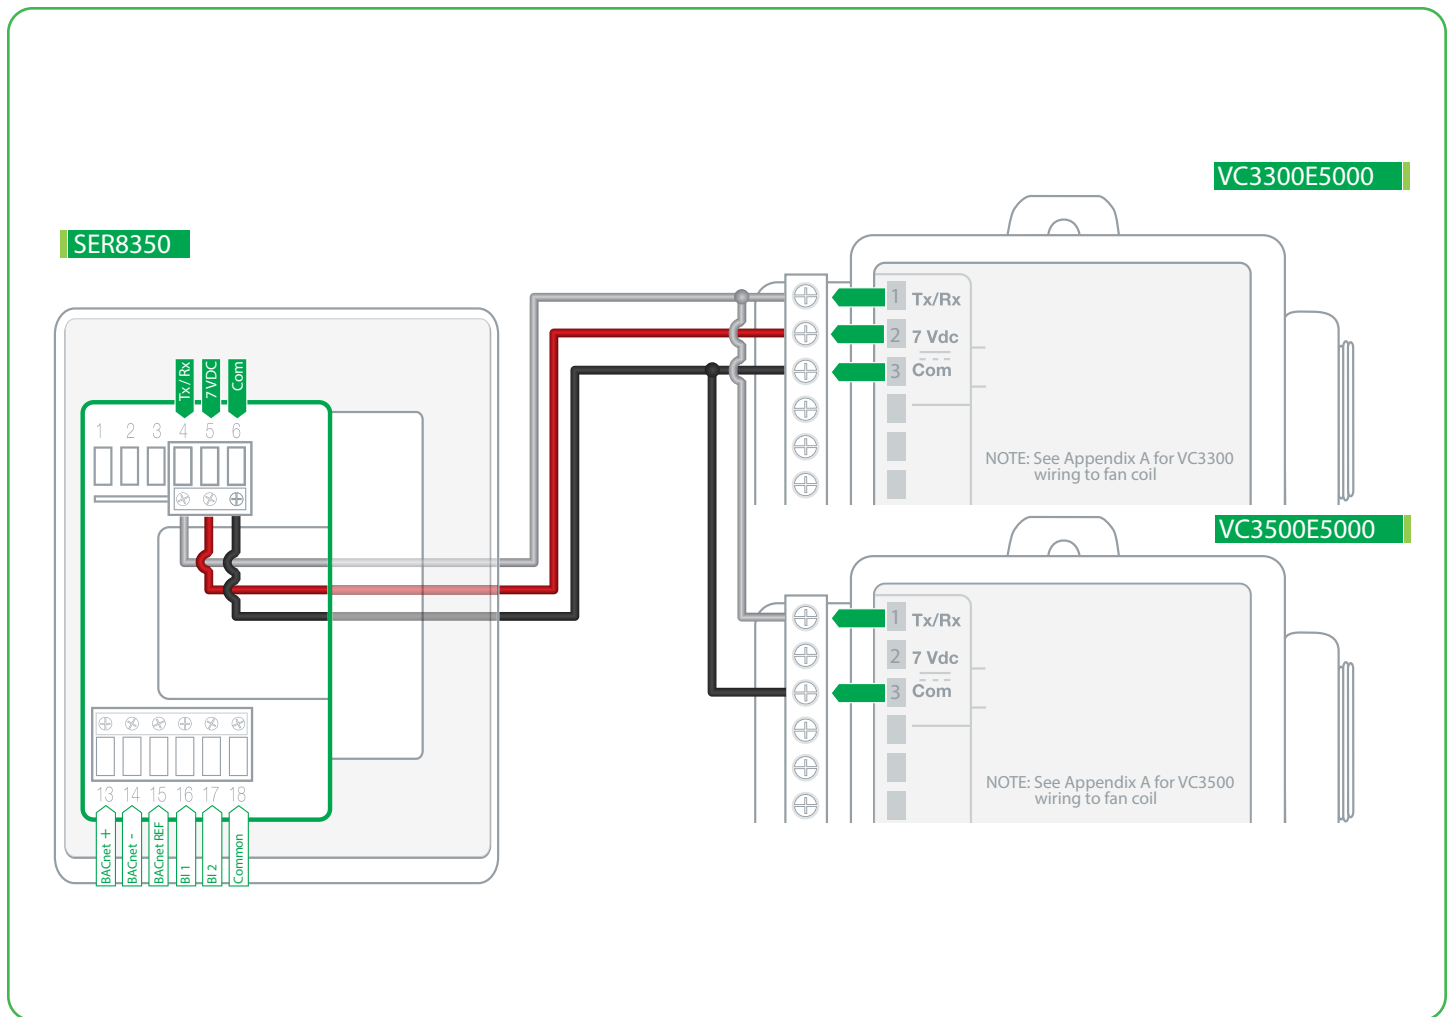 VC3300E5000
SER8350
Tx / Rx
7 VDC
Com
1 2 3 4 5 6
13 14 15 16 17 18
BACnet +
BACnet -
BACnet REF
BI 1
BI 2
Common
1 Tx/Rx
2 7 Vdc
3 Com
NOTE: See Appendix A for VC3300
wiring to fan coil
VC3500E5000
1 Tx/Rx
2 7 Vdc
3 Com
NOTE: See Appendix A for VC3500
wiring to fan coil